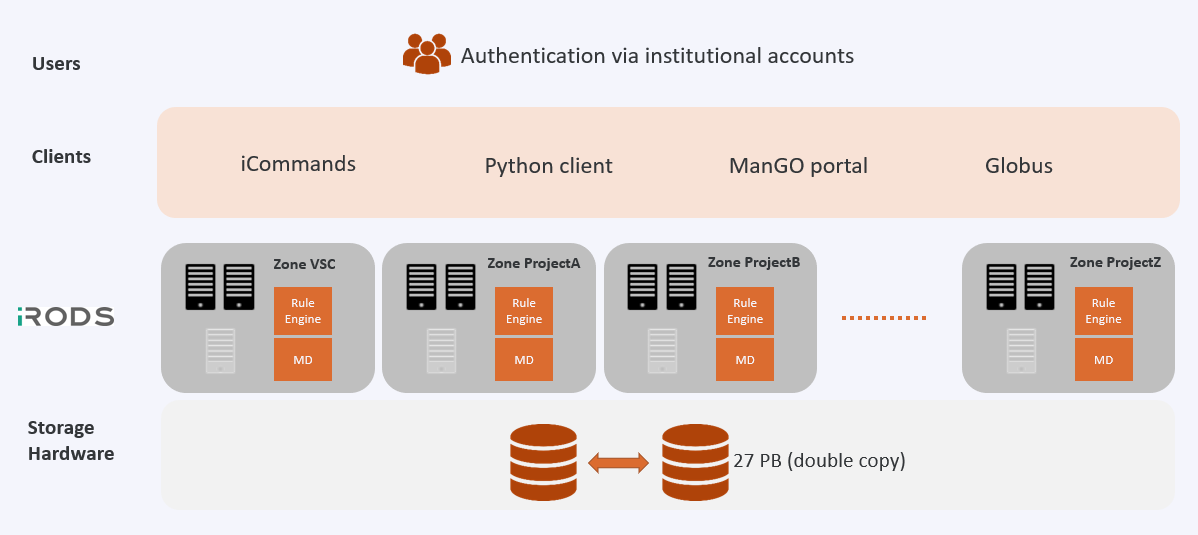 Users
Authentication via institutional accounts
Clients
iCommands
Python client
ManGO portal
Globus
iRODS
Zone VSC
Rule
Engine
MD
Zone ProjectA
Rule
Engine
MD
Zone ProjectB
Rule
Engine
MD
Zone ProjectZ
Rule
Engine
MD
Storage
Hardware
27 PB (double copy)